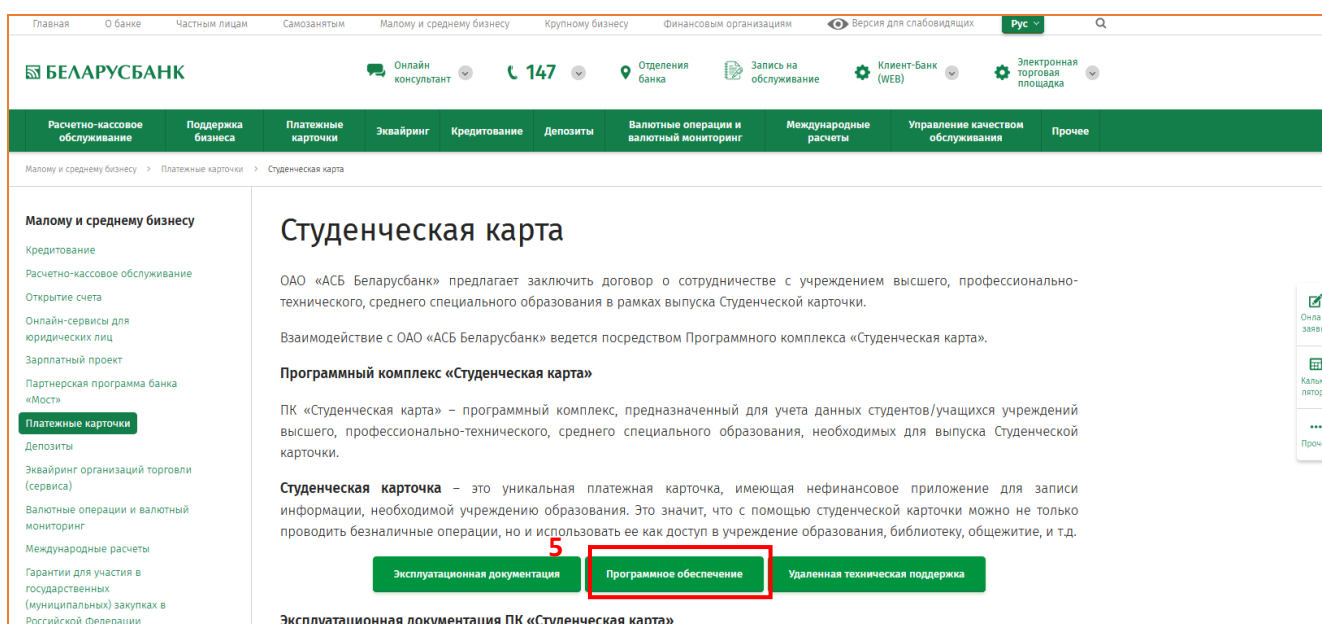 Главная О банке Частным лицам Самозанятым Малому и среднему бизнесу Крупному бизнесу Финансовым организациям Версия для слабовидящих Рус
БЕЛАРУСБАНК
Онлайн
консультант
147
Отделения
банка
Запись на
обслуживание
Клиент-Банк
(WEB)
Электронная
торговая
площадка
Расчетно-кассовое
обслуживание
Поддержка
бизнеса
Платежные
карточки
Эквайринг
Кредитование
Депозиты
Валютные операции и
валютный мониторинг
Международные
расчеты
Управление качеством
обслуживания
Прочее
Малому и среднему бизнесу > Платежные карточки > Студенческая карта
Малому и среднему бизнесу
Кредитование
Расчетно-кассовое обслуживание
Открытие счета
Онлайн-сервисы для
юридических лиц
Зарплатный проект
Партнерская программа банка
«Мост»
Платежные карточки
Депозиты
Эквайринг организаций торговли
(сервиса)
Валютные операции и валютный
мониторинг
Международные расчеты
Гарантии для участия в
государственных
(муниципальных) закупках в
Российской Федерации
Студенческая карта
ОАО «АСБ Беларусбанк» предлагает заключить договор о сотрудничестве с учреждением высшего, профессионально-
технического, среднего специального образования в рамках выпуска Студенческой карточки.
Взаимодействие с ОАО «АСБ Беларусбанк» ведется посредством Программного комплекса «Студенческая карта».
Программный комплекс «Студенческая карта»
ПК «Студенческая карта» – программный комплекс, предназначенный для учета данных студентов/учащихся учреждений
высшего, профессионально-технического, среднего специального образования, необходимых для выпуска Студенческой
карточки.
Студенческая карточка – это уникальная платежная карточка, имеющая нефинансовое приложение для записи
информации, необходимой учреждению образования. Это значит, что с помощью студенческой карточки можно не только
проводить безналичные операции, но и использовать ее как доступ в учреждение образования, библиотеку, общежитие, и т.д.
5
Эксплуатационная документация Программное обеспечение Удаленная техническая поддержка
Эксплуатационная документация ПК «Студенческая карта»